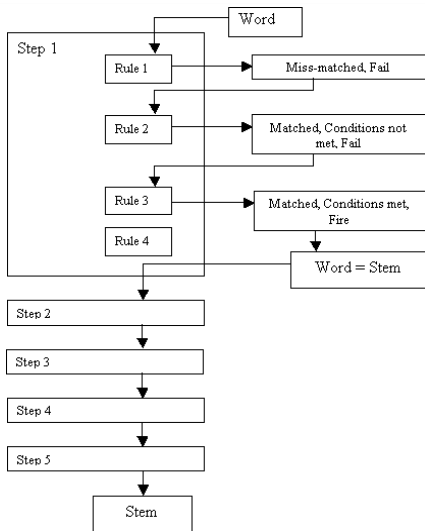 Word
Step 1
Rule 1
Miss-matched, Fail
Rule 2
Matched, Conditions not
met, Fail
Rule 3
Matched, Conditions met,
Fire
Rule 4
Word = Stem
Step 2
Step 3
Step 4
Step 5
Stem